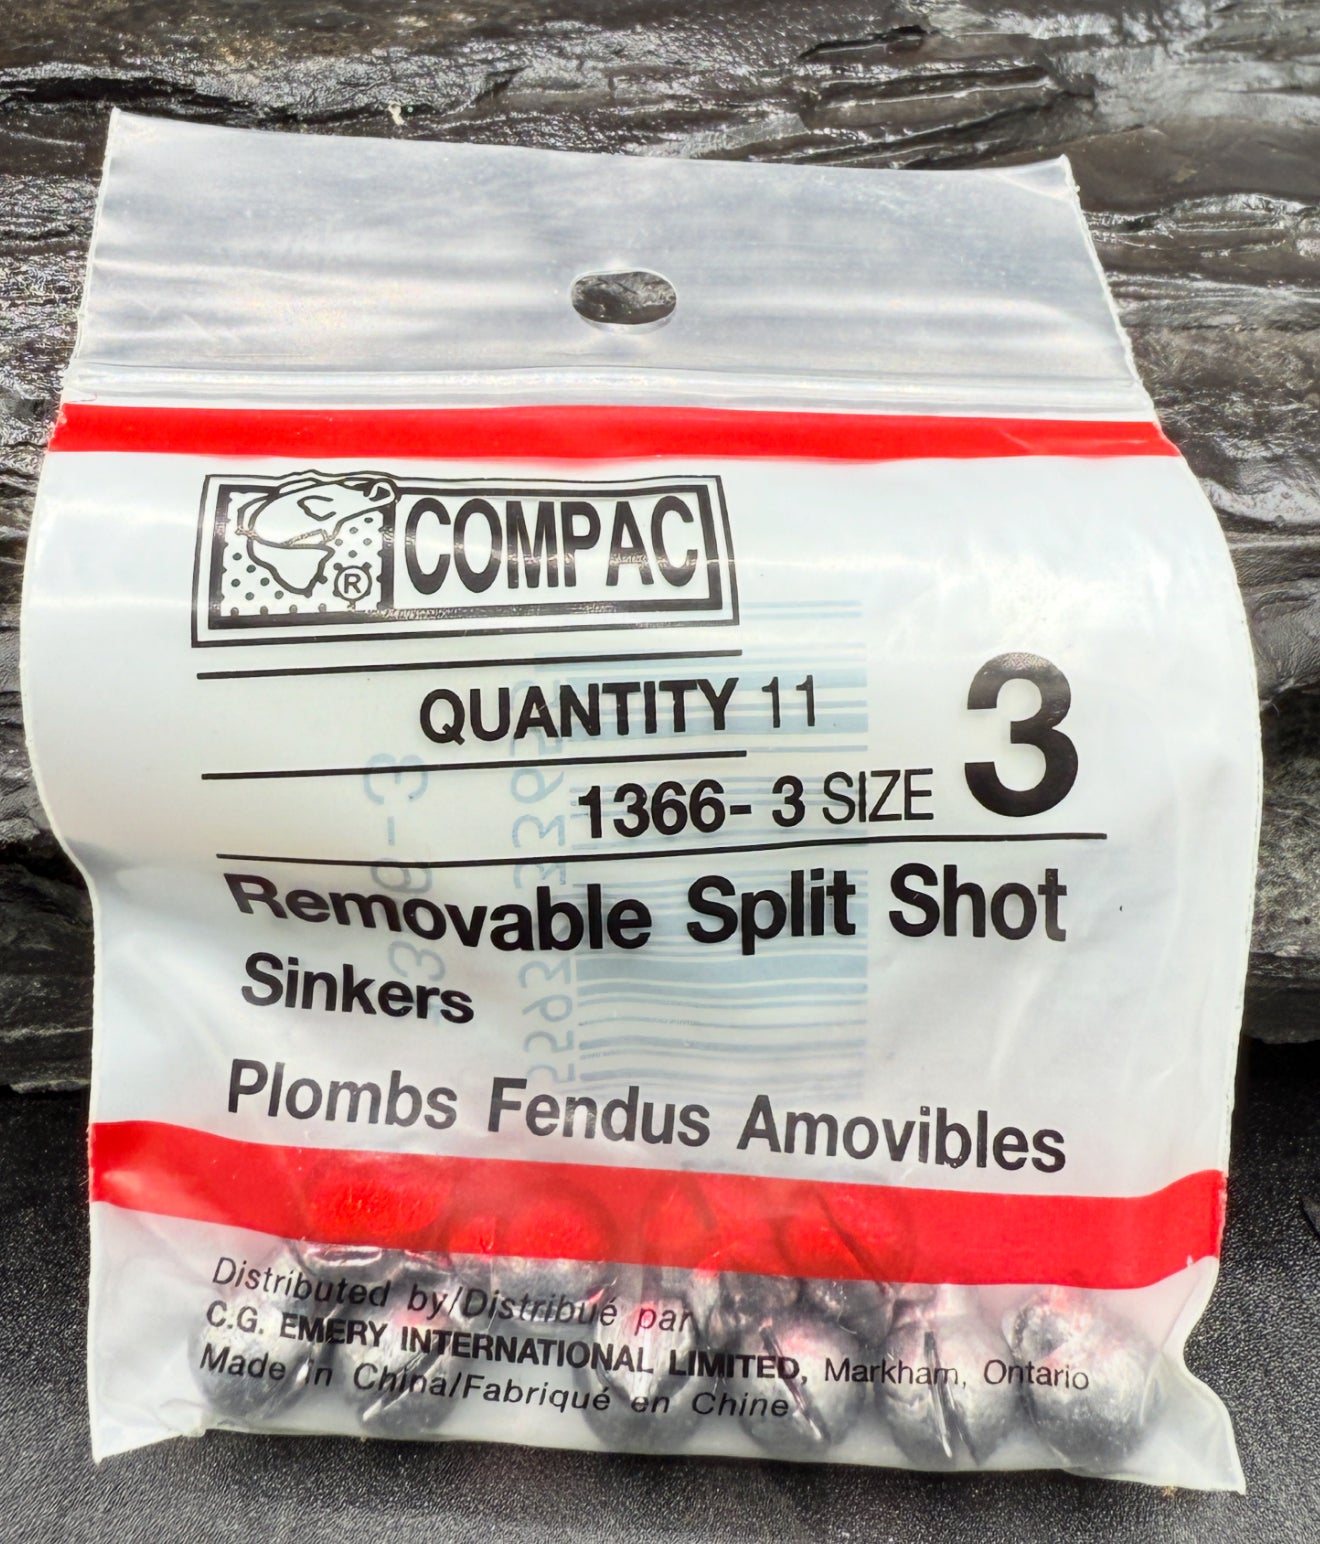 COMPAC
®
QUANTITY 11
1366- 3 SIZE 3
Removable Split Shot
Sinkers
Plombs Fendus Amovibles
Distributed by/Distribué par
C.G. EMERY INTERNATIONAL LIMITED, Markham, Ontario
Made in China/Fabriqué en Chine